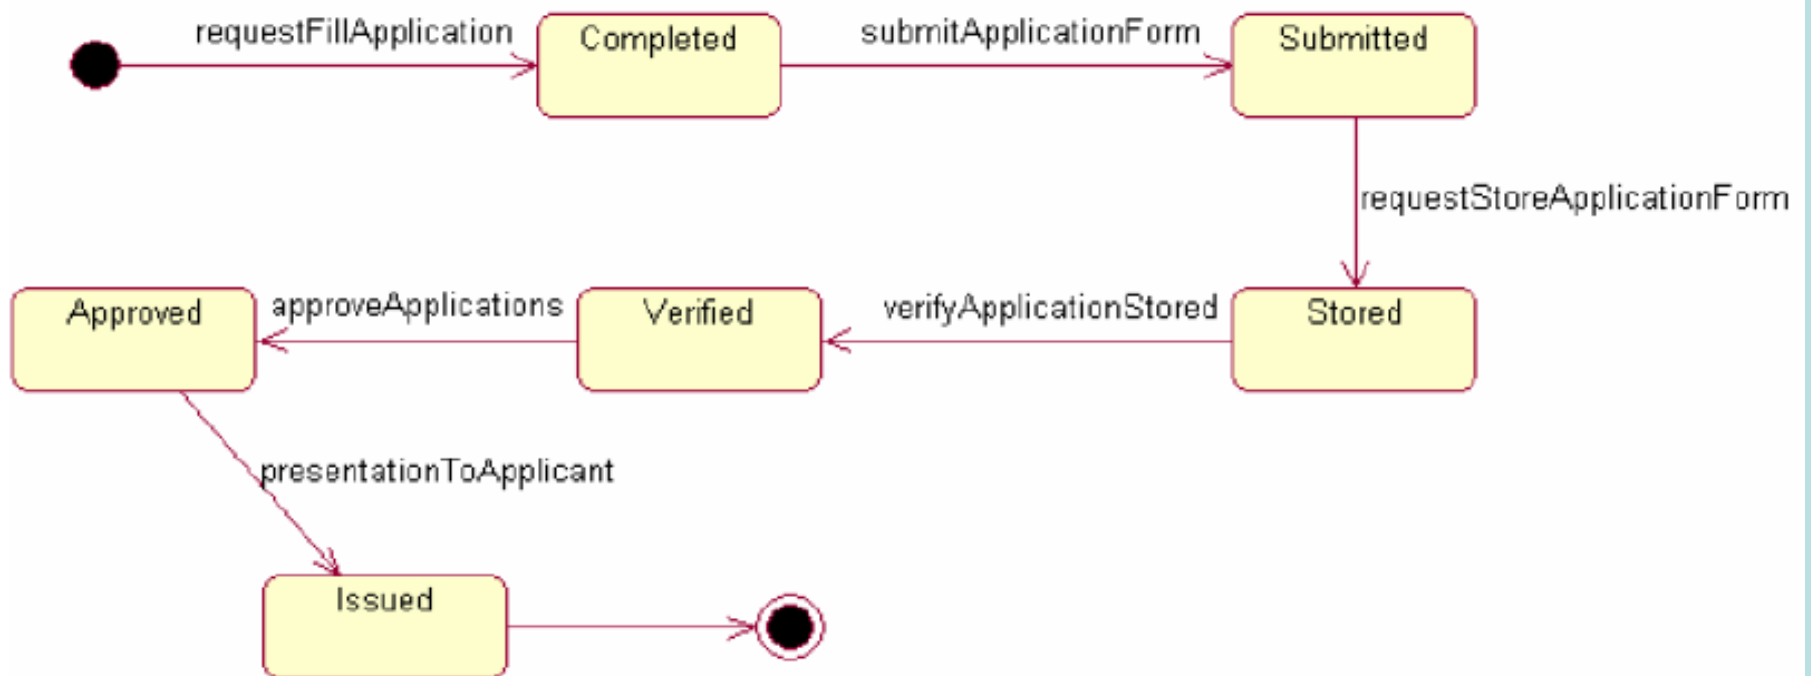 requestFillApplication
Completed
submitApplicationForm
Submitted
requestStoreApplicationForm
Approved
approveApplications
Verified
verifyApplicationStored
Stored
presentationToApplicant
Issued